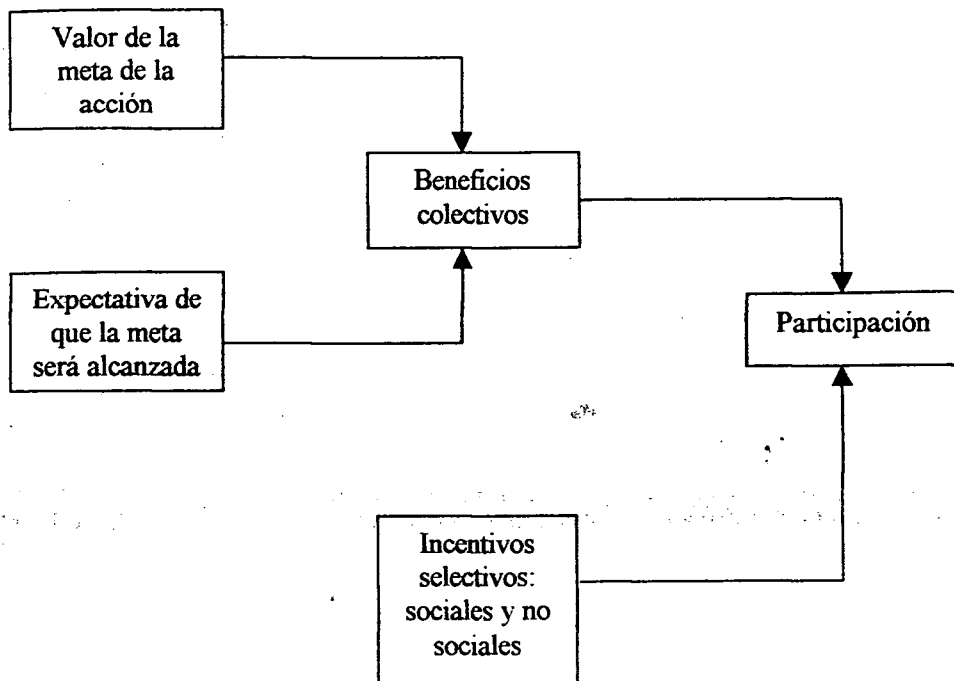 Valor de la
meta de la
acción
Beneficios
colectivos
Expectativa de
que la meta
será alcanzada
Participación
Incentivos
selectivos:
sociales y no
sociales